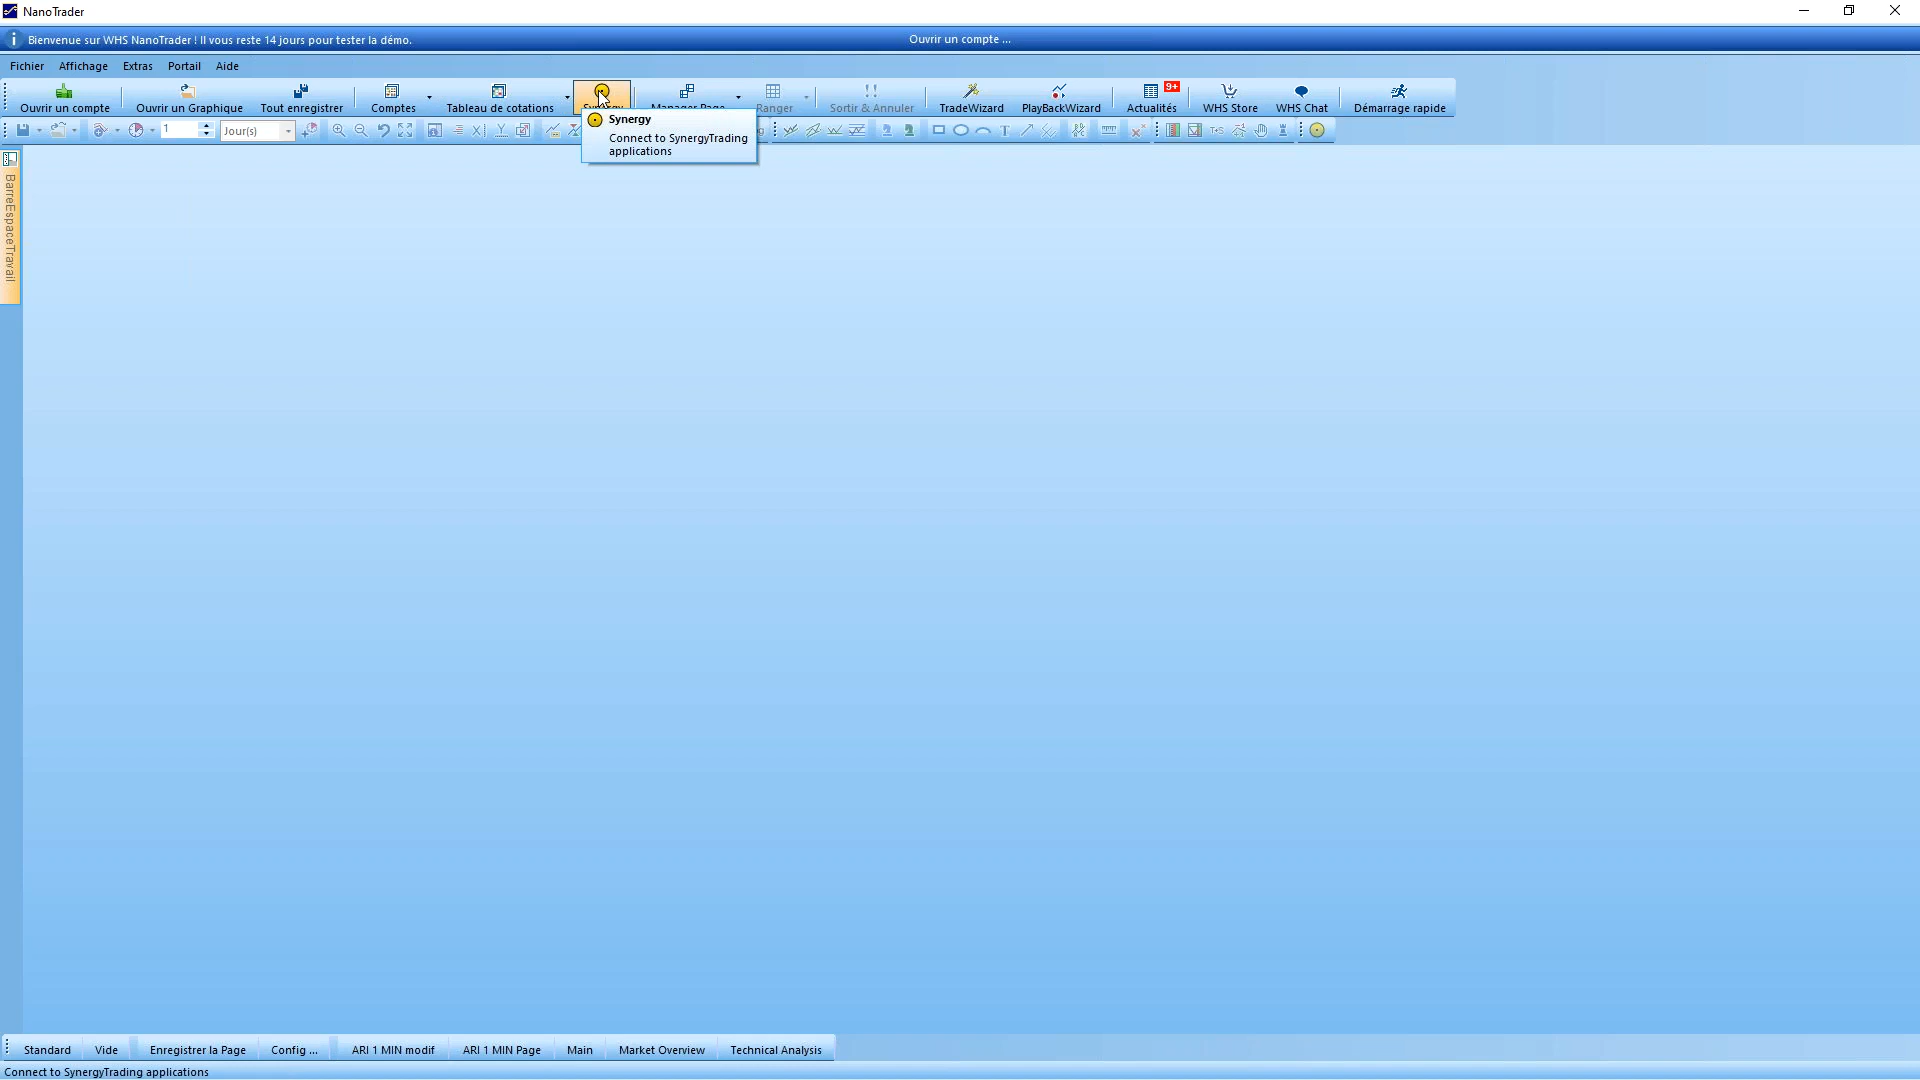 NanoTrader
Bienvenue sur WHS NanoTrader ! Il vous reste 14 jours pour tester la démo.
Ouvrir un compte ...
Fichier Affichage Extras Portail Aide
9+
Ouvrir un compte Ouvrir un Graphique Tout enregistrer Comptes Tableau de cotations Synergy Manager Page Ranger Sortir & Annuler TradeWizard PlayBackWizard Actualités WHS Store WHS Chat Démarrage rapide
1 Jour(s)
Synergy
Connect to SynergyTrading
applications
BarreEspaceTravail
Standard Vide Enregistrer la Page Config ... ARI 1 MIN modif ARI 1 MIN Page Main Market Overview Technical Analysis
Connect to SynergyTrading applications